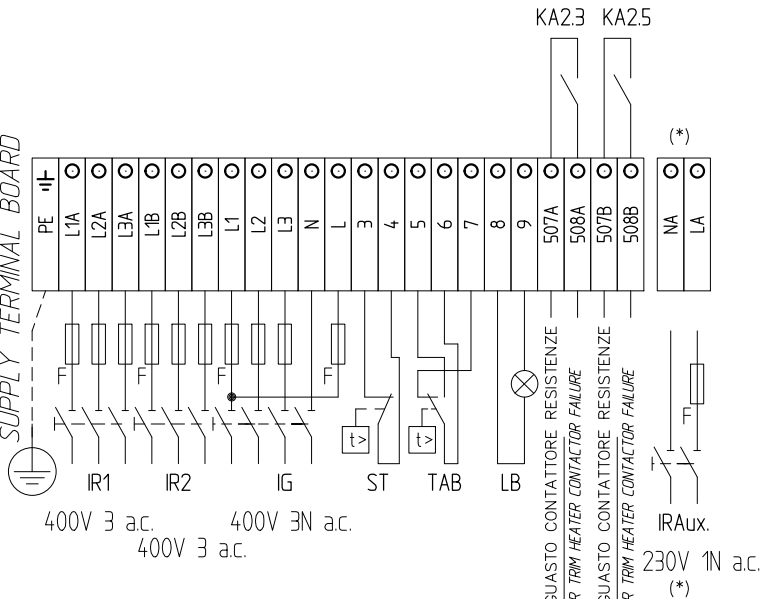 KA2.3 KA2.5
(*)
SUPPLY TERMINAL BOARD
PE L1A L2A L3A L1B L2B L3B L1 L2 L3 N L 3 4 5 6 7 8 9 507A 508A 507B 508B NA LA
F F F F F
t> t>
IR1 IR2 IG ST TAB LB IRAux.
400V 3 a.c. 400V 3N a.c.
400V 3 a.c.
230V 1N a.c.
(*)
GUASTO CONTATTORE RESISTENZE
TRIM HEATER CONTACTOR FAILURE
GUASTO CONTATTORE RESISTENZE
TRIM HEATER CONTACTOR FAILURE